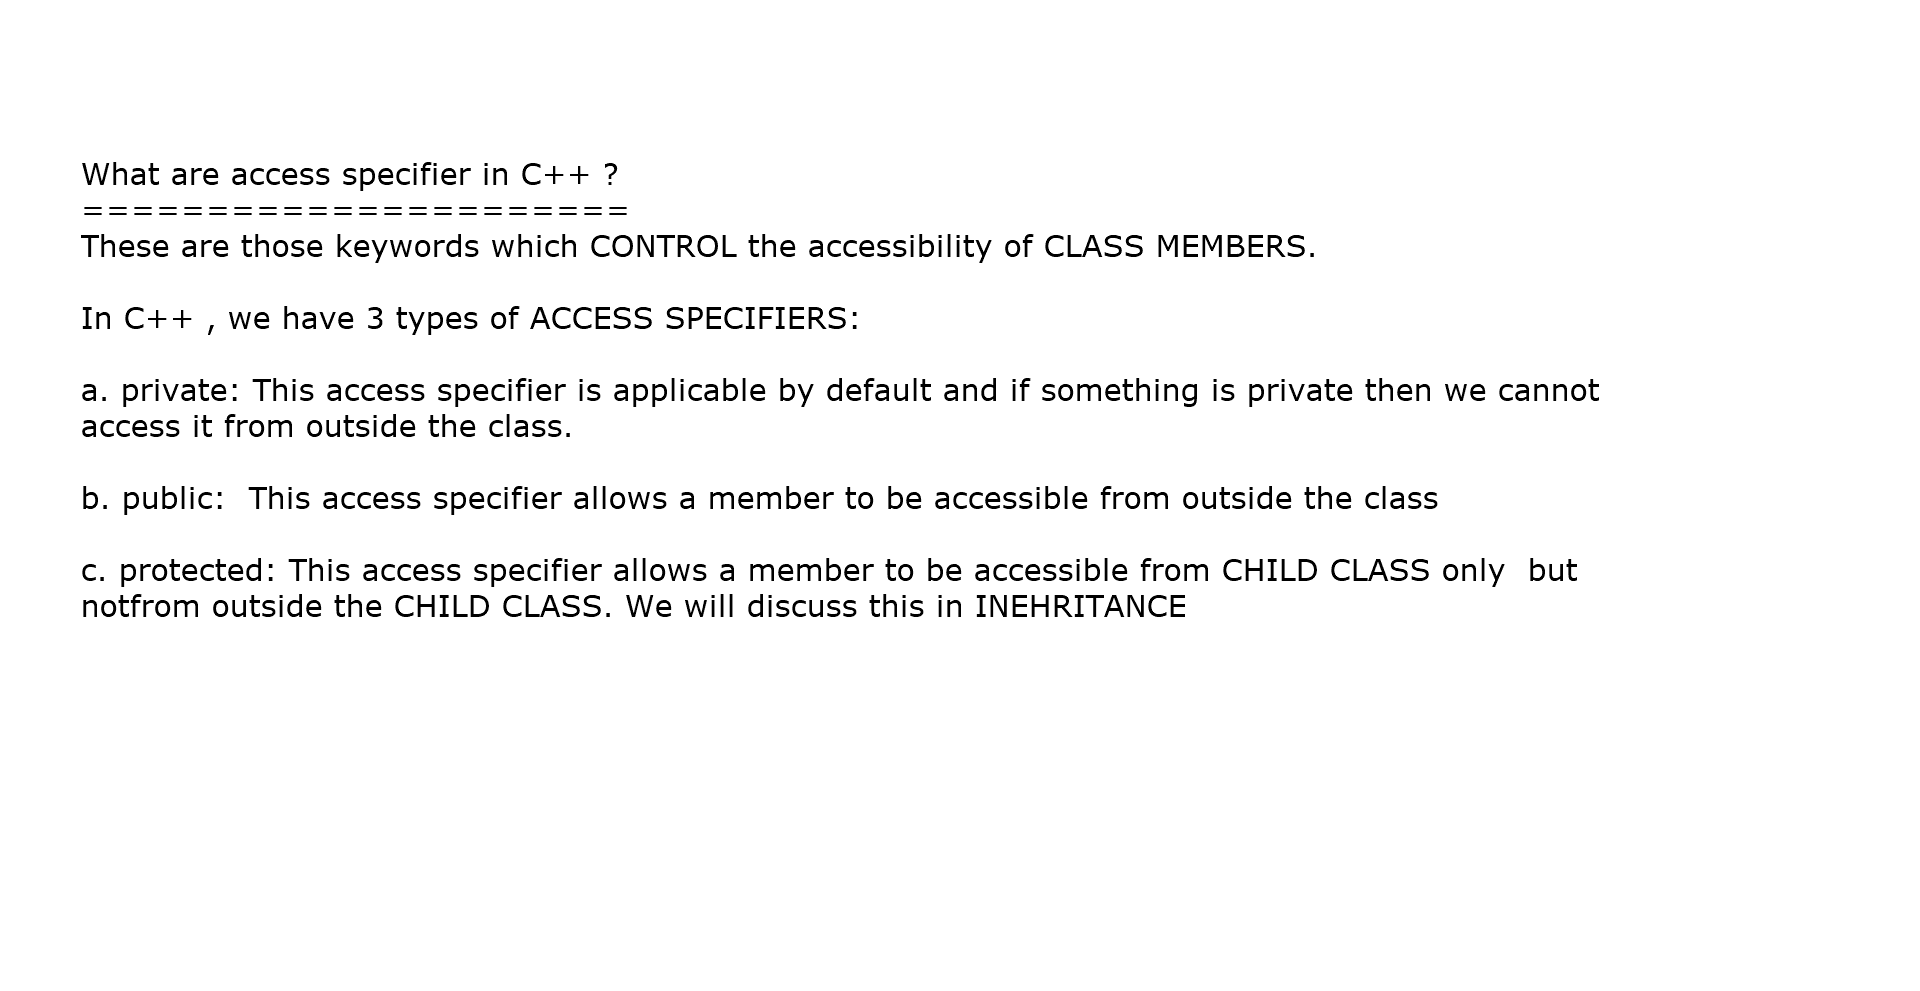 What are access specifier in C++ ?
======================
These are those keywords which CONTROL the accessibility of CLASS MEMBERS.
In C++ , we have 3 types of ACCESS SPECIFIERS:
a. private: This access specifier is applicable by default and if something is private then we cannot
access it from outside the class.
b. public:  This access specifier allows a member to be accessible from outside the class
c. protected: This access specifier allows a member to be accessible from CHILD CLASS only  but
notfrom outside the CHILD CLASS. We will discuss this in INEHRITANCE